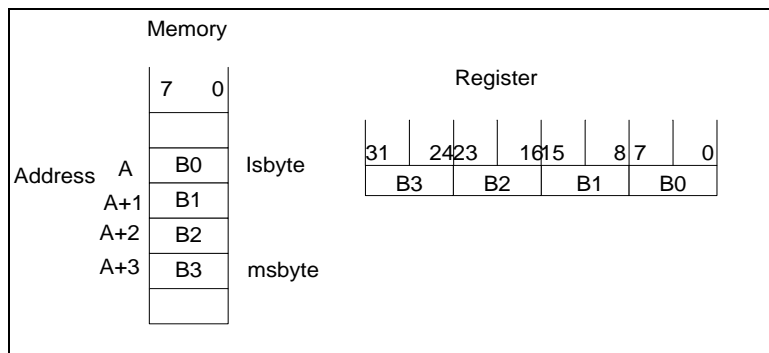 Memory
7 0
Register
31 24 23 16 15 8 7 0
B3 B2 B1 B0
Address A B0 lsbyte
A+1 B1
A+2 B2
A+3 B3 msbyte